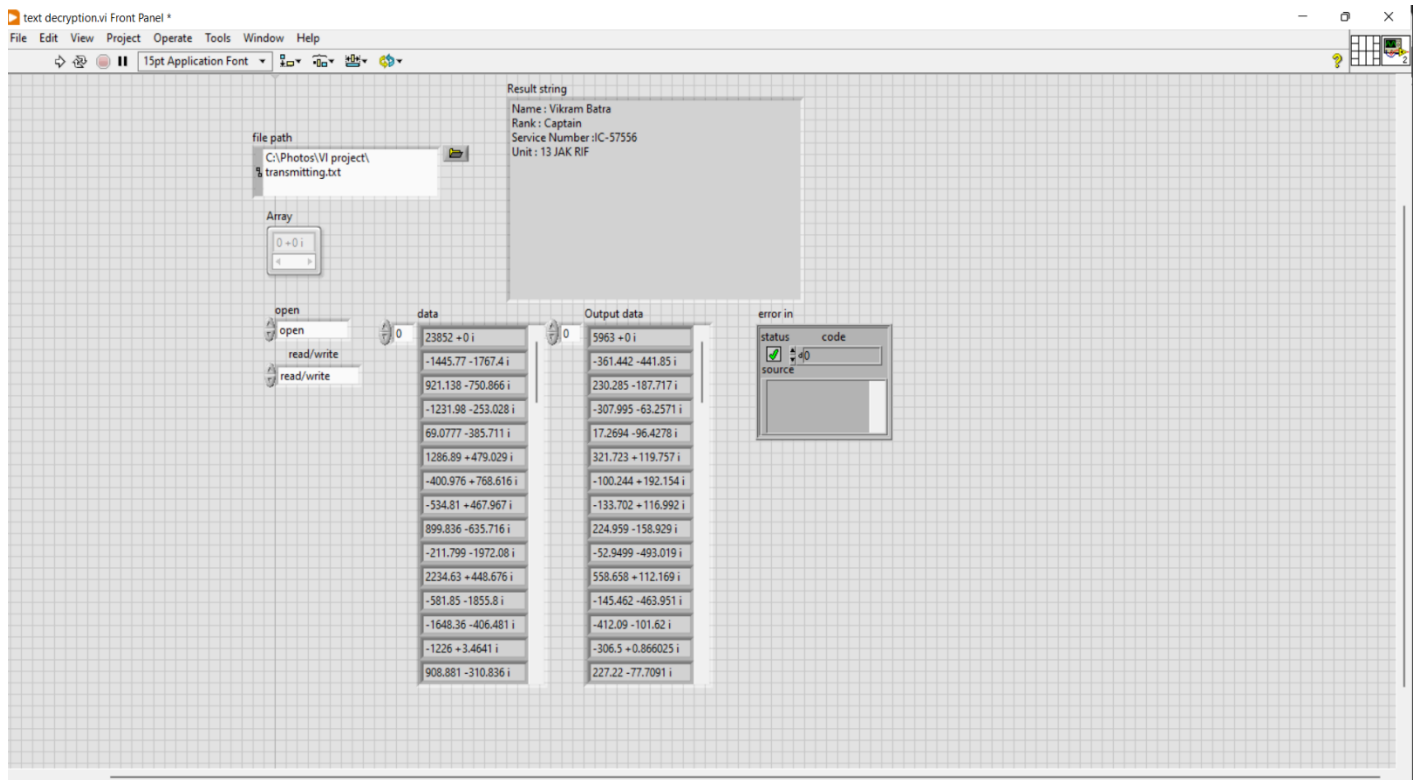 text decryption.vi Front Panel *
File Edit View Project Operate Tools Window Help
15pt Application Font
2
Result string
Name : Vikram Batra
Rank : Captain
Service Number :IC-57556
Unit : 13 JAK RIF
file path
C:\Photos\VI project\
transmitting.txt
Array
0 +0 i
open
open
read/write
read/write
data
0
23852 +0 i
-1445.77 -1767.4 i
921.138 -750.866 i
-1231.98 -253.028 i
69.0777 -385.711 i
1286.89 +479.029 i
-400.976 +768.616 i
-534.81 +467.967 i
899.836 -635.716 i
-211.799 -1972.08 i
2234.63 +448.676 i
-581.85 -1855.8 i
-1648.36 -406.481 i
-1226 +3.4641 i
908.881 -310.836 i
Output data
0
5963 +0 i
-361.442 -441.85 i
230.285 -187.717 i
-307.995 -63.2571 i
17.2694 -96.4278 i
321.723 +119.757 i
-100.244 +192.154 i
-133.702 +116.992 i
224.959 -158.929 i
-52.9499 -493.019 i
558.658 +112.169 i
-145.462 -463.951 i
-412.09 -101.62 i
-306.5 +0.866025 i
227.22 -77.7091 i
error in
status code
d0
source